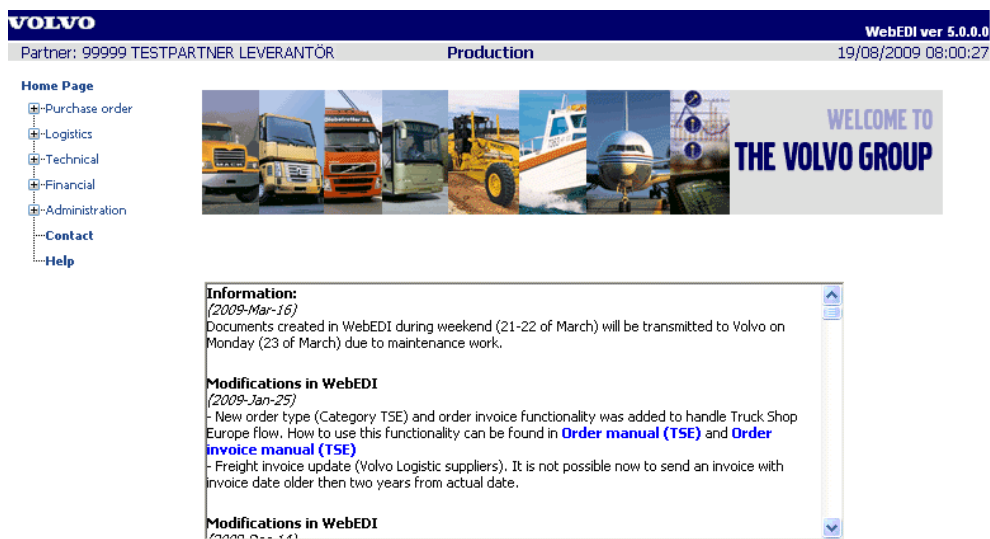 VOLVO
WebEDI ver 5.0.0.0
Partner: 99999 TESTPARTNER LEVERANTÖR Production 19/08/2009 08:00:27
Home Page
Purchase order
Logistics
Technical
Financial
Administration
Contact
Help
MACK
Globetrotter XL
WELCOME TO
THE VOLVO GROUP
Information:
(2009-Mar-16)
Documents created in WebEDI during weekend (21-22 of March) will be transmitted to Volvo on
Monday (23 of March) due to maintenance work.
Modifications in WebEDI
(2009-Jan-25)
- New order type (Category TSE) and order invoice functionality was added to handle Truck Shop
Europe flow. How to use this functionality can be found in Order manual (TSE) and Order
invoice manual (TSE)
- Freight invoice update (Volvo Logistic suppliers). It is not possible now to send an invoice with
invoice date older then two years from actual date.
Modifications in WebEDI